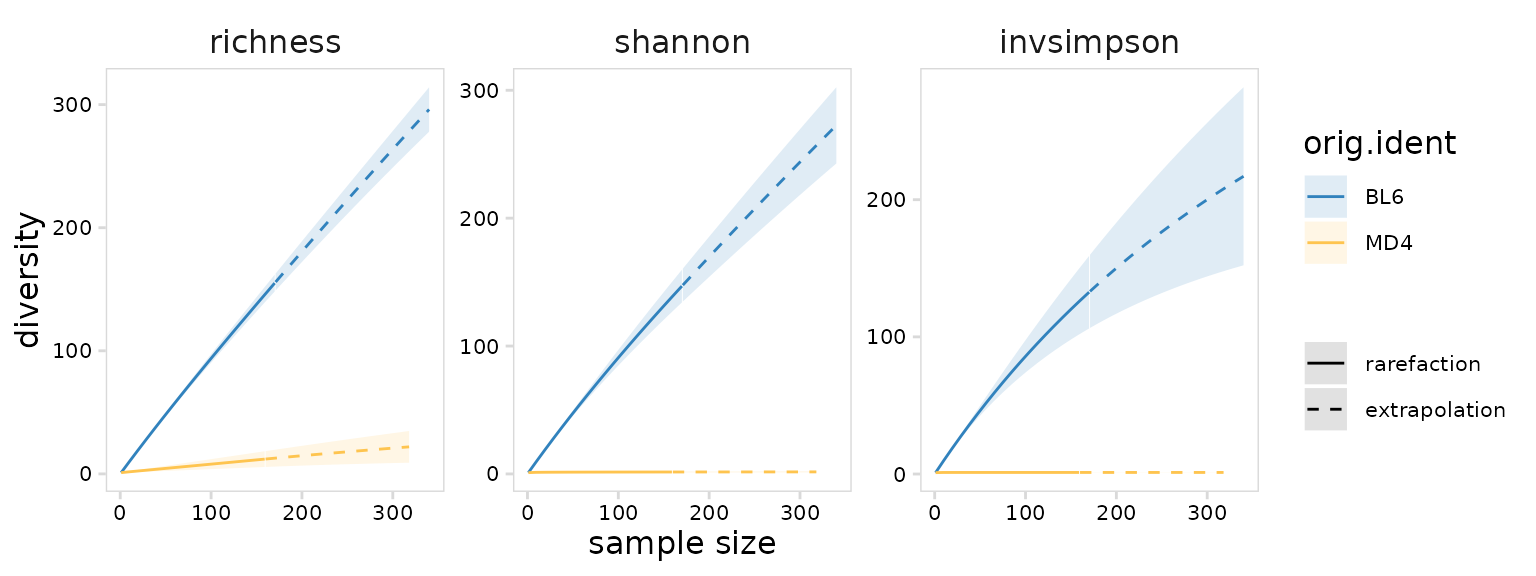 richness
shannon
invsimpson
diversity
300
200
100
0
0 100 200 300
300
200
100
0
0 100 200 300
200
100
0
0 100 200 300
sample size
orig.ident
BL6
MD4
rarefaction
extrapolation